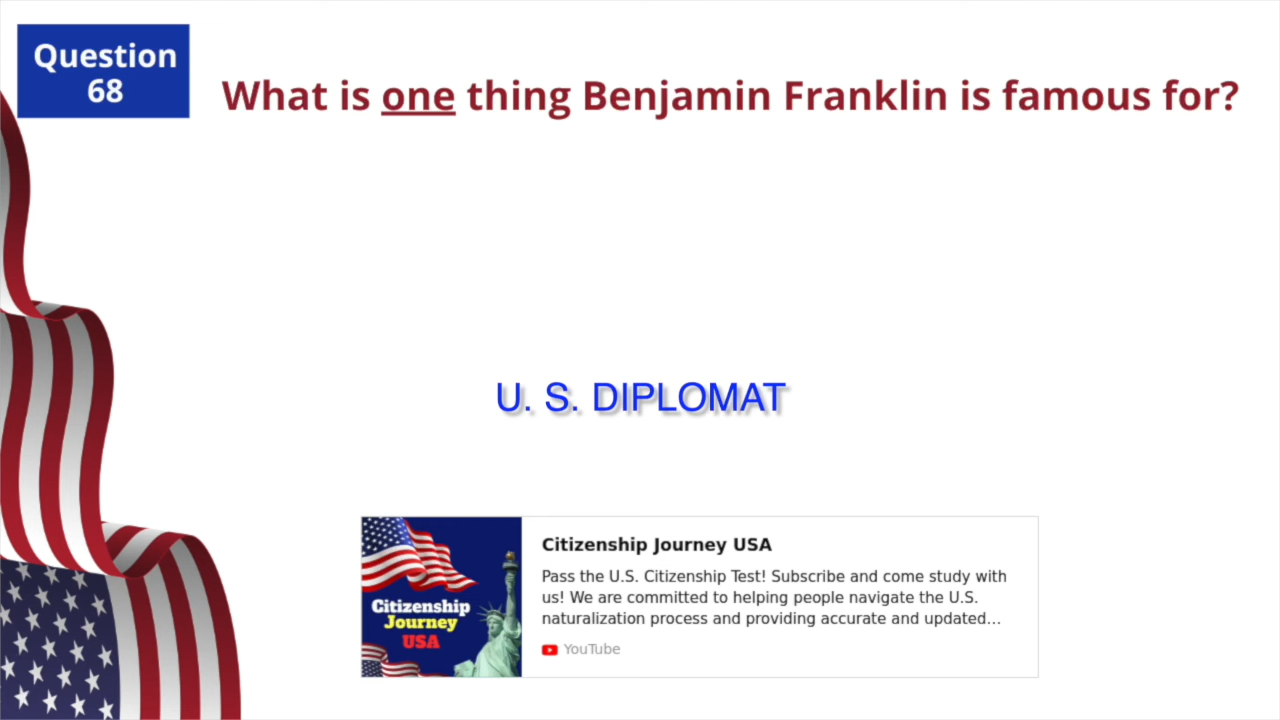 Question
68
What is one thing Benjamin Franklin is famous for?
U. S. DIPLOMAT
Citizenship
Journey
USA
Citizenship Journey USA
Pass the U.S. Citizenship Test! Subscribe and come study with
us! We are committed to helping people navigate the U.S.
naturalization process and providing accurate and updated...
YouTube